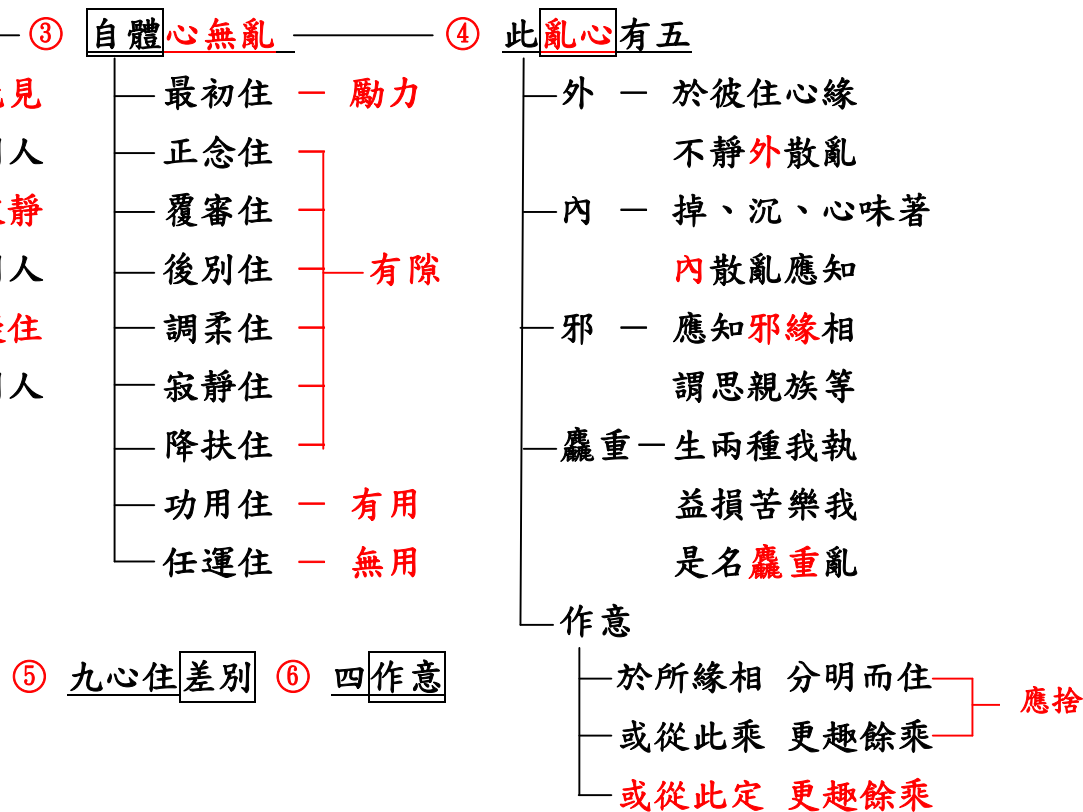 見
人
靜
人
住
人
③ 自體心無亂
最初住 － 勵力
正念住 －
覆審住 －
後別住 － 有隙
調柔住 －
寂靜住 －
降扶住 －
功用住 － 有用
任運住 － 無用
④ 此亂心有五
外 － 於彼住心緣
不靜外散亂
內 － 掉、沉、心味著
內散亂應知
邪 － 應知邪緣相
謂思親族等
麤重－生兩種我執
益損苦樂我
是名麤重亂
作意
於所緣相 分明而住
或從此乘 更趣餘乘
應捨
或從此定 更趣餘乘
⑤ 九心住差別 ⑥ 四作意